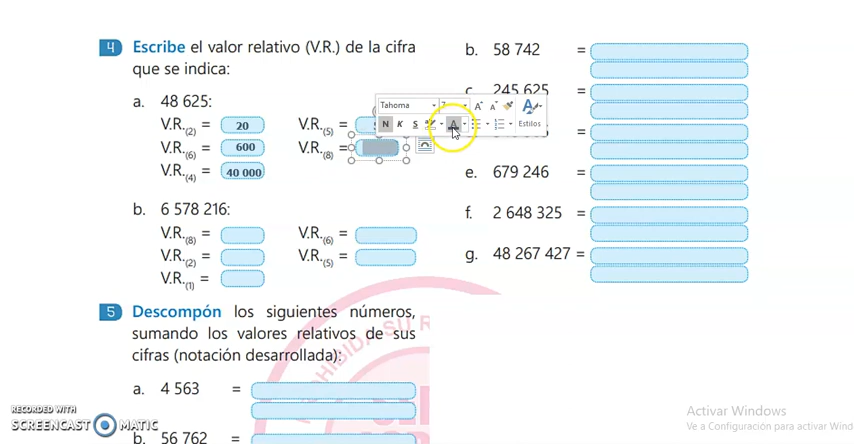 4 Escribe el valor relativo (V.R.) de la cifra
que se indica:
a. 48 625:
V.R.(2) = 20 V.R.(5) =
V.R.(6) = 600 V.R.(8) =
V.R.(4) = 40 000
b. 6 578 216:
V.R.(8) = V.R.(6) =
V.R.(2) = V.R.(5) =
V.R.(1) =
5 Descompón los siguientes números,
sumando los valores relativos de sus
cifras (notación desarrollada):
a. 4 563 =
b. 56 762 =
b. 58 742 =
c. 245 625 =
e. 679 246 =
f. 2 648 325 =
g. 48 267 427 =
Tahoma
N K S A Estilos
PROHIBIDA SU
RECORDED WITH
SCREENCAST MATIC
Activar Windows
Ve a Configuración para activar Wind